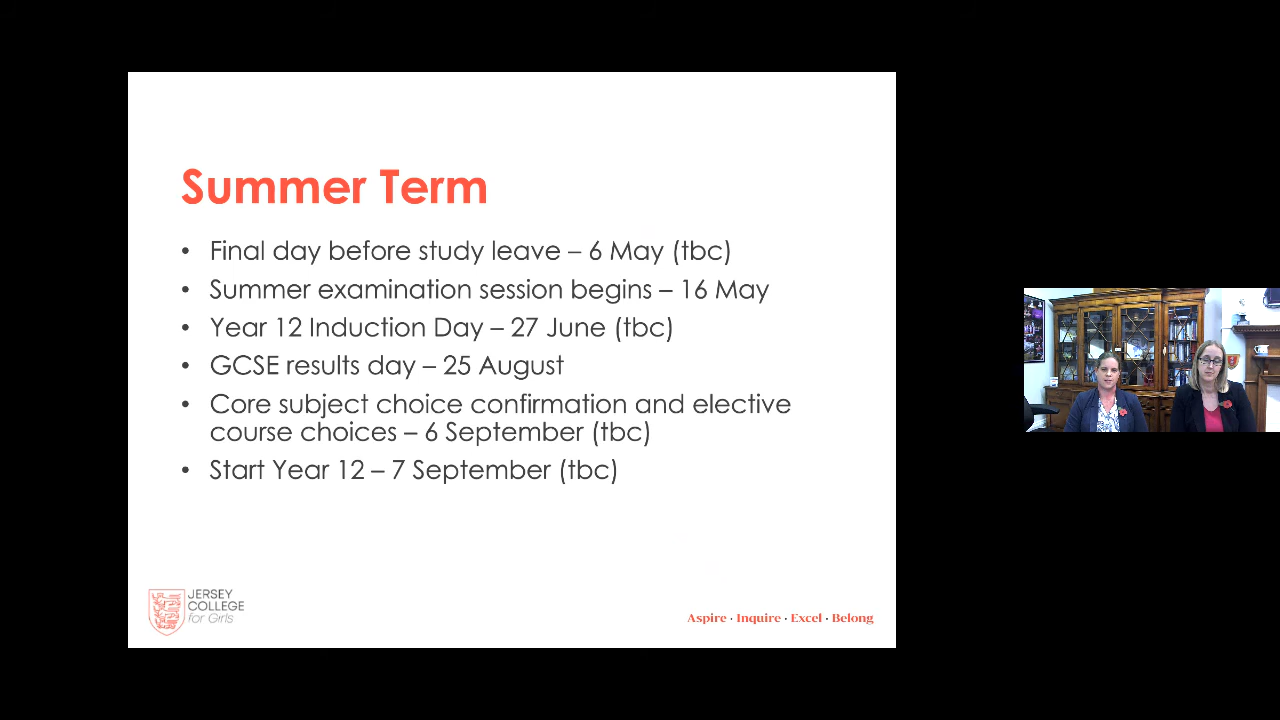 Summer Term
• Final day before study leave – 6 May (tbc)
• Summer examination session begins – 16 May
• Year 12 Induction Day – 27 June (tbc)
• GCSE results day – 25 August
• Core subject choice confirmation and elective
course choices – 6 September (tbc)
• Start Year 12 – 7 September (tbc)
JERSEY
COLLEGE
for Girls
Aspire · Inquire · Excel · Belong